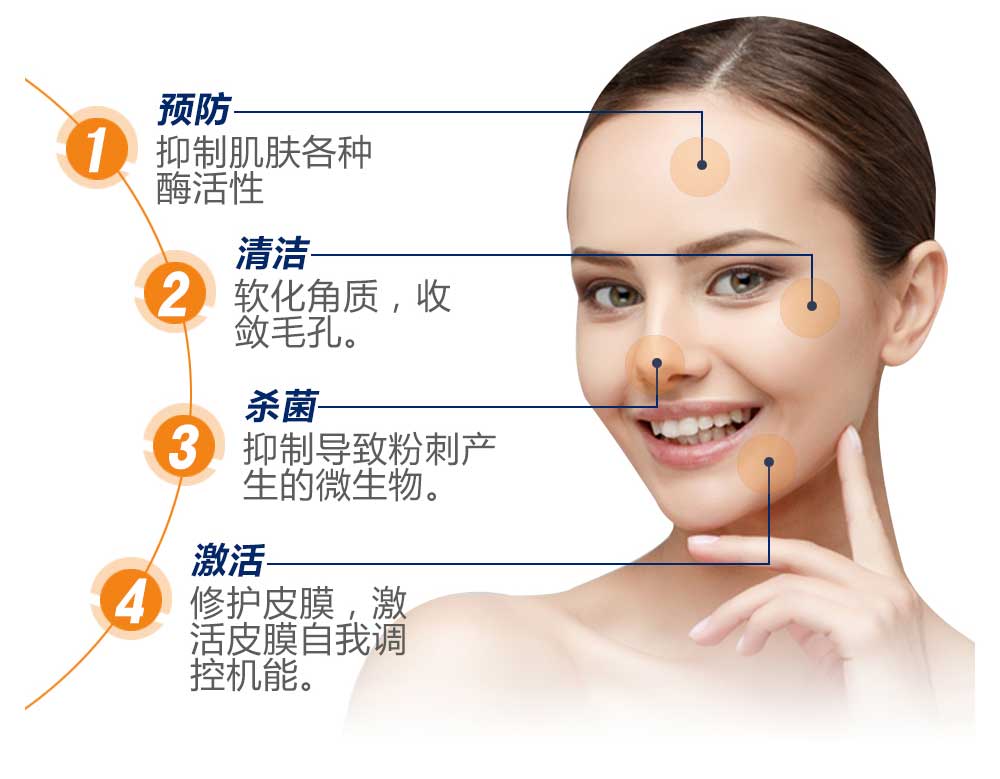 1
预防
抑制肌肤各种
酶活性
2
清洁
软化角质，收
敛毛孔。
3
杀菌
抑制导致粉刺产
生的微生物。
4
激活
修护皮膜，激
活皮膜自我调
控机能。